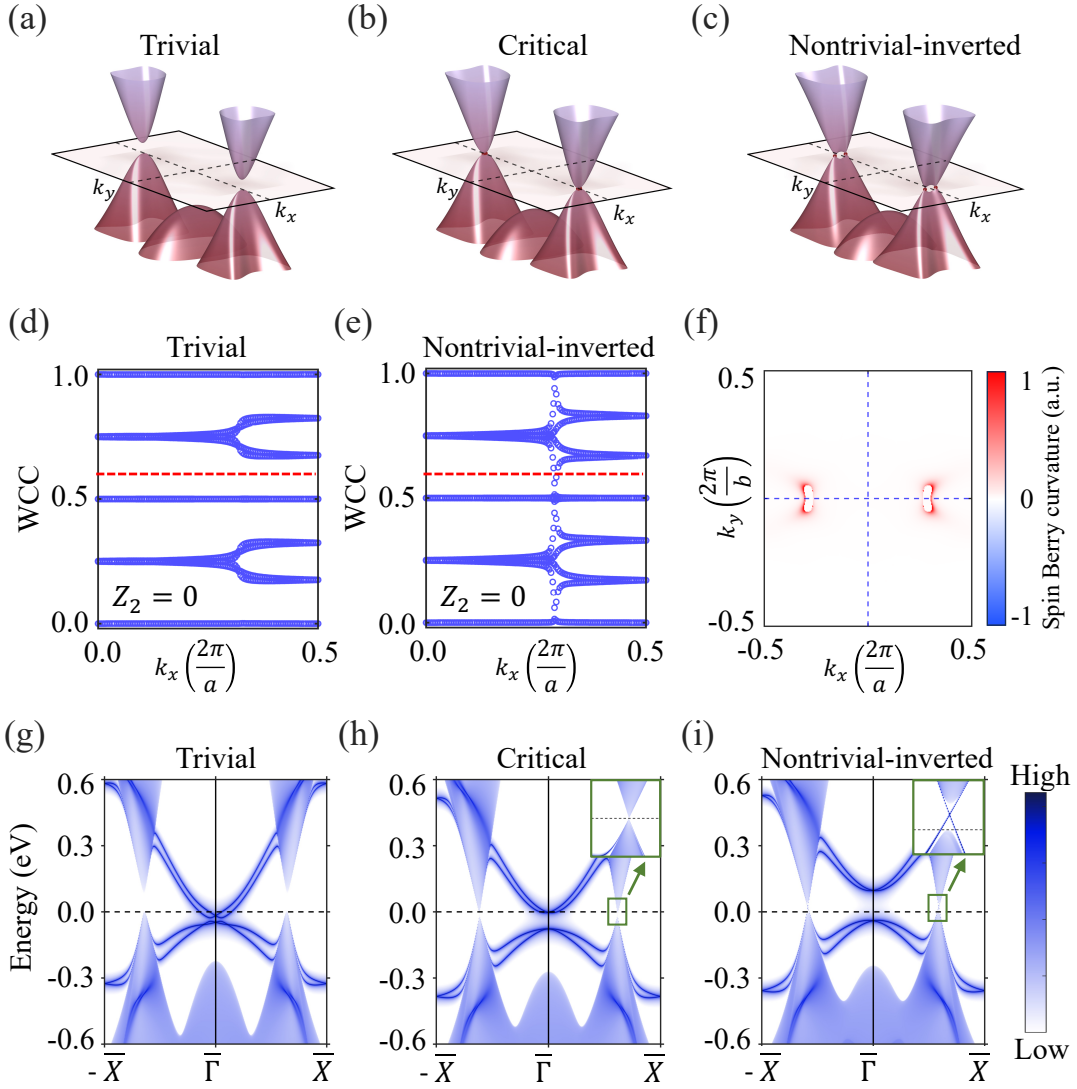 (a) (b) (c)
Trivial Critical Nontrivial-inverted
k_y k_x k_y k_x k_y k_x
(d) (e) (f)
Trivial Nontrivial-inverted
WCC
1.0
0.5
0.0
Z_2 = 0
0.0 0.5
k_x (2π/a)
WCC
1.0
0.5
0.0
Z_2 = 0
0.0 0.5
k_x (2π/a)
k_y (2π/b)
0.5
-0.5
-0.5 0.5
k_x (2π/a)
1
0
-1
Spin Berry curvature (a.u.)
(g) (h) (i)
Trivial Critical Nontrivial-inverted
Energy (eV)
0.6
0.3
0.0
-0.3
-0.6
-X̅ Γ̅ X̅
0.6
0.3
0.0
-0.3
-0.6
-X̅ Γ̅ X̅
0.6
0.3
0.0
-0.3
-0.6
-X̅ Γ̅ X̅
High
Low